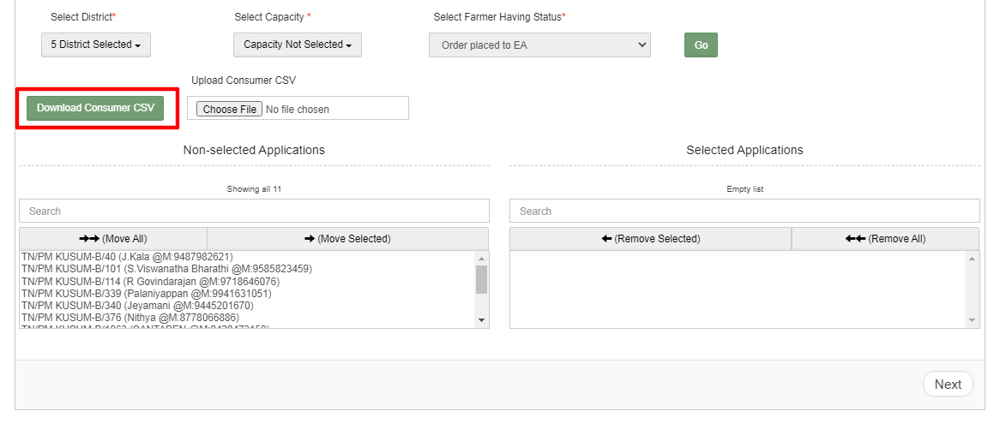 Select District*
Select Capacity *
Select Farmer Having Status*
5 District Selected
Capacity Not Selected
Order placed to EA
Go
Upload Consumer CSV
Download Consumer CSV
Choose File No file chosen
Non-selected Applications
Selected Applications
Showing all 11
Empty list
Search
Search
(Move All)
(Move Selected)
(Remove Selected)
(Remove All)
TN/PM KUSUM-B/40 (J.Kala @M:9487982621)
TN/PM KUSUM-B/101 (S.Viswanatha Bharathi @M:9585823459)
TN/PM KUSUM-B/114 (R Govindarajan @M:9718646076)
TN/PM KUSUM-B/339 (Palaniyappan @M:9941631051)
TN/PM KUSUM-B/340 (Jeyamani @M:9445201670)
TN/PM KUSUM-B/376 (Nithya @M:8778066886)
TN/PM
Next